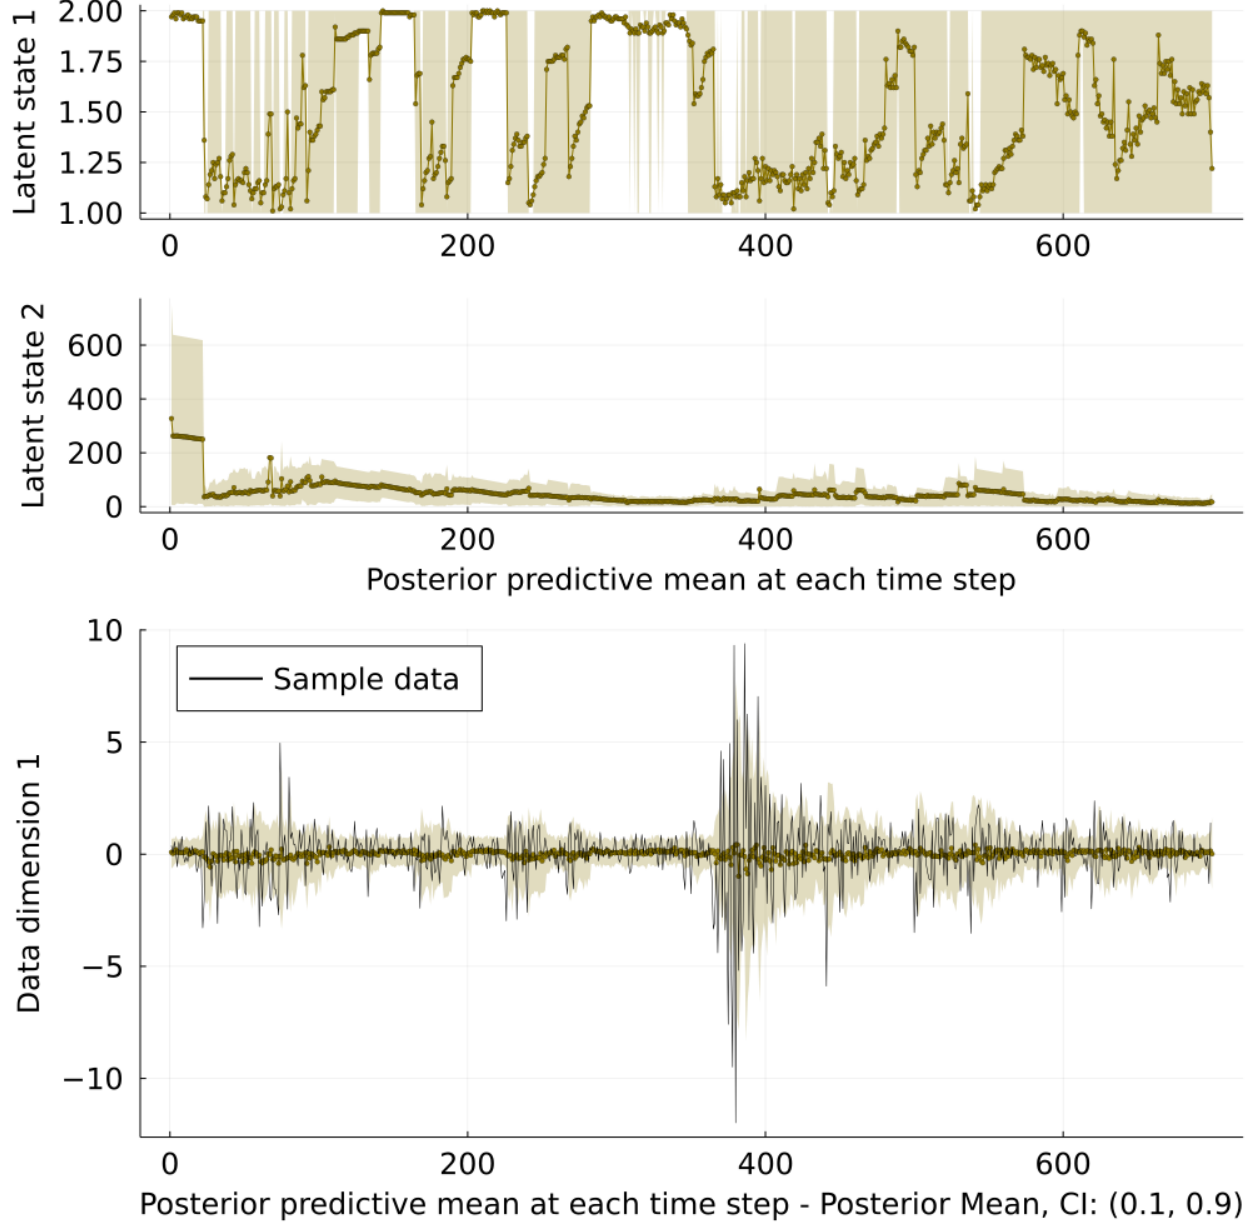 Latent state 1
2.00
1.75
1.50
1.25
1.00
0 200 400 600
Latent state 2
600
400
200
0
0 200 400 600
Posterior predictive mean at each time step
Data dimension 1
10
5
0
−5
−10
Sample data
0 200 400 600
Posterior predictive mean at each time step - Posterior Mean, CI: (0.1, 0.9)